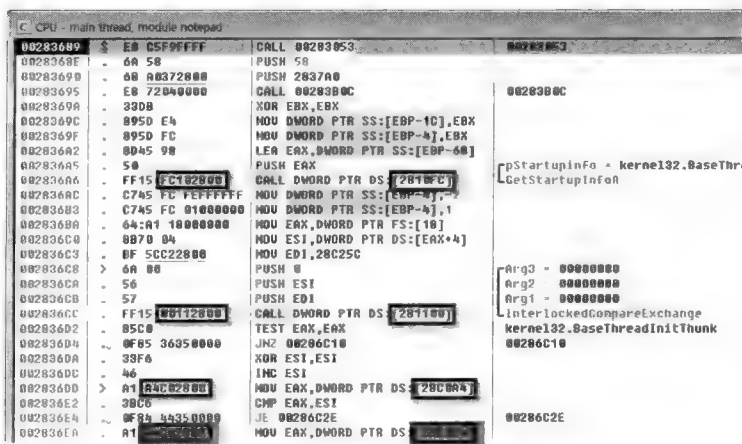 C CPU - main thread, module notepad
00283689 $ E8 C5F9FFFF CALL 00283053 00283053
0028368E . 6A 58 PUSH 58
00283690 . 68 A0372800 PUSH 2837A0
00283695 . E8 72040000 CALL 00283B0C 00283B0C
0028369A . 33DB XOR EBX,EBX
0028369C . 895D E4 MOV DWORD PTR SS:[EBP-1C],EBX
0028369F . 895D FC MOV DWORD PTR SS:[EBP-4],EBX
002836A2 . 8D45 98 LEA EAX,DWORD PTR SS:[EBP-68]
002836A5 . 50 PUSH EAX pStartupinfo = kernel32.BaseThre
002836A6 . FF15 FC102800 CALL DWORD PTR DS:[2810FC] GetStartupInfoA
002836AC . C745 FC FEFFFFFF MOV DWORD PTR SS:[EBP-4],-2
002836B3 . C745 FC 01000000 MOV DWORD PTR SS:[EBP-4],1
002836BA . 64:A1 18000000 MOV EAX,DWORD PTR FS:[18]
002836C0 . 8B70 04 MOV ESI,DWORD PTR DS:[EAX+4]
002836C3 . BF 5CC22800 MOV EDI,28C25C
002836C8 > 6A 00 PUSH 0 Arg3 = 00000000
002836CA . 56 PUSH ESI Arg2 = 00000000
002836CB . 57 PUSH EDI Arg1 = 00000000
002836CC . FF15 00112800 CALL DWORD PTR DS:[281100] InterlockedCompareExchange
002836D2 . 85C0 TEST EAX,EAX kernel32.BaseThreadInitThunk
002836D4 .~ 0F85 36350000 JNZ 00286C10 00286C10
002836DA . 33F6 XOR ESI,ESI
002836DC . 46 INC ESI
002836DD > A1 A4C02800 MOV EAX,DWORD PTR DS:[28C0A4]
002836E2 . 3BC6 CMP EAX,ESI
002836E4 .~ 0F84 44350000 JE 00286C2E 00286C2E
002836EA . A1 MOV EAX,DWORD PTR DS: